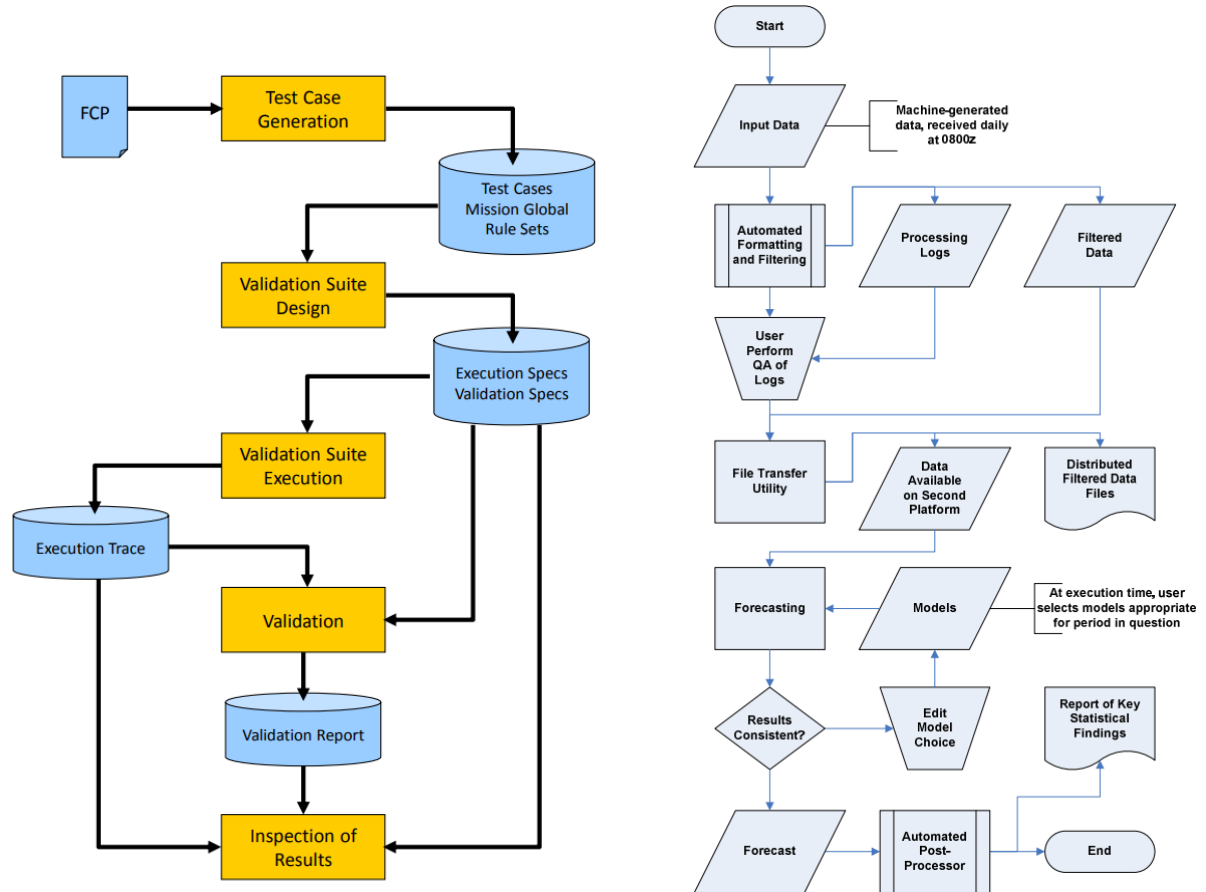 FCP
Test Case
Generation
Test Cases
Mission Global
Rule Sets
Validation Suite
Design
Execution Specs
Validation Specs
Validation Suite
Execution
Execution Trace
Validation
Validation Report
Inspection of
Results
Start
Input Data
Machine-generated
data, received daily
at 0800z
Automated
Formatting
and Filtering
Processing
Logs
Filtered
Data
User
Perform
QA of
Logs
File Transfer
Utility
Data
Available
on Second
Platform
Distributed
Filtered Data
Files
Forecasting
Models
At execution time, user
selects models appropriate
for period in question
Results
Consistent?
Edit
Model
Choice
Report of Key
Statistical
Findings
Forecast
Automated
Post-
Processor
End